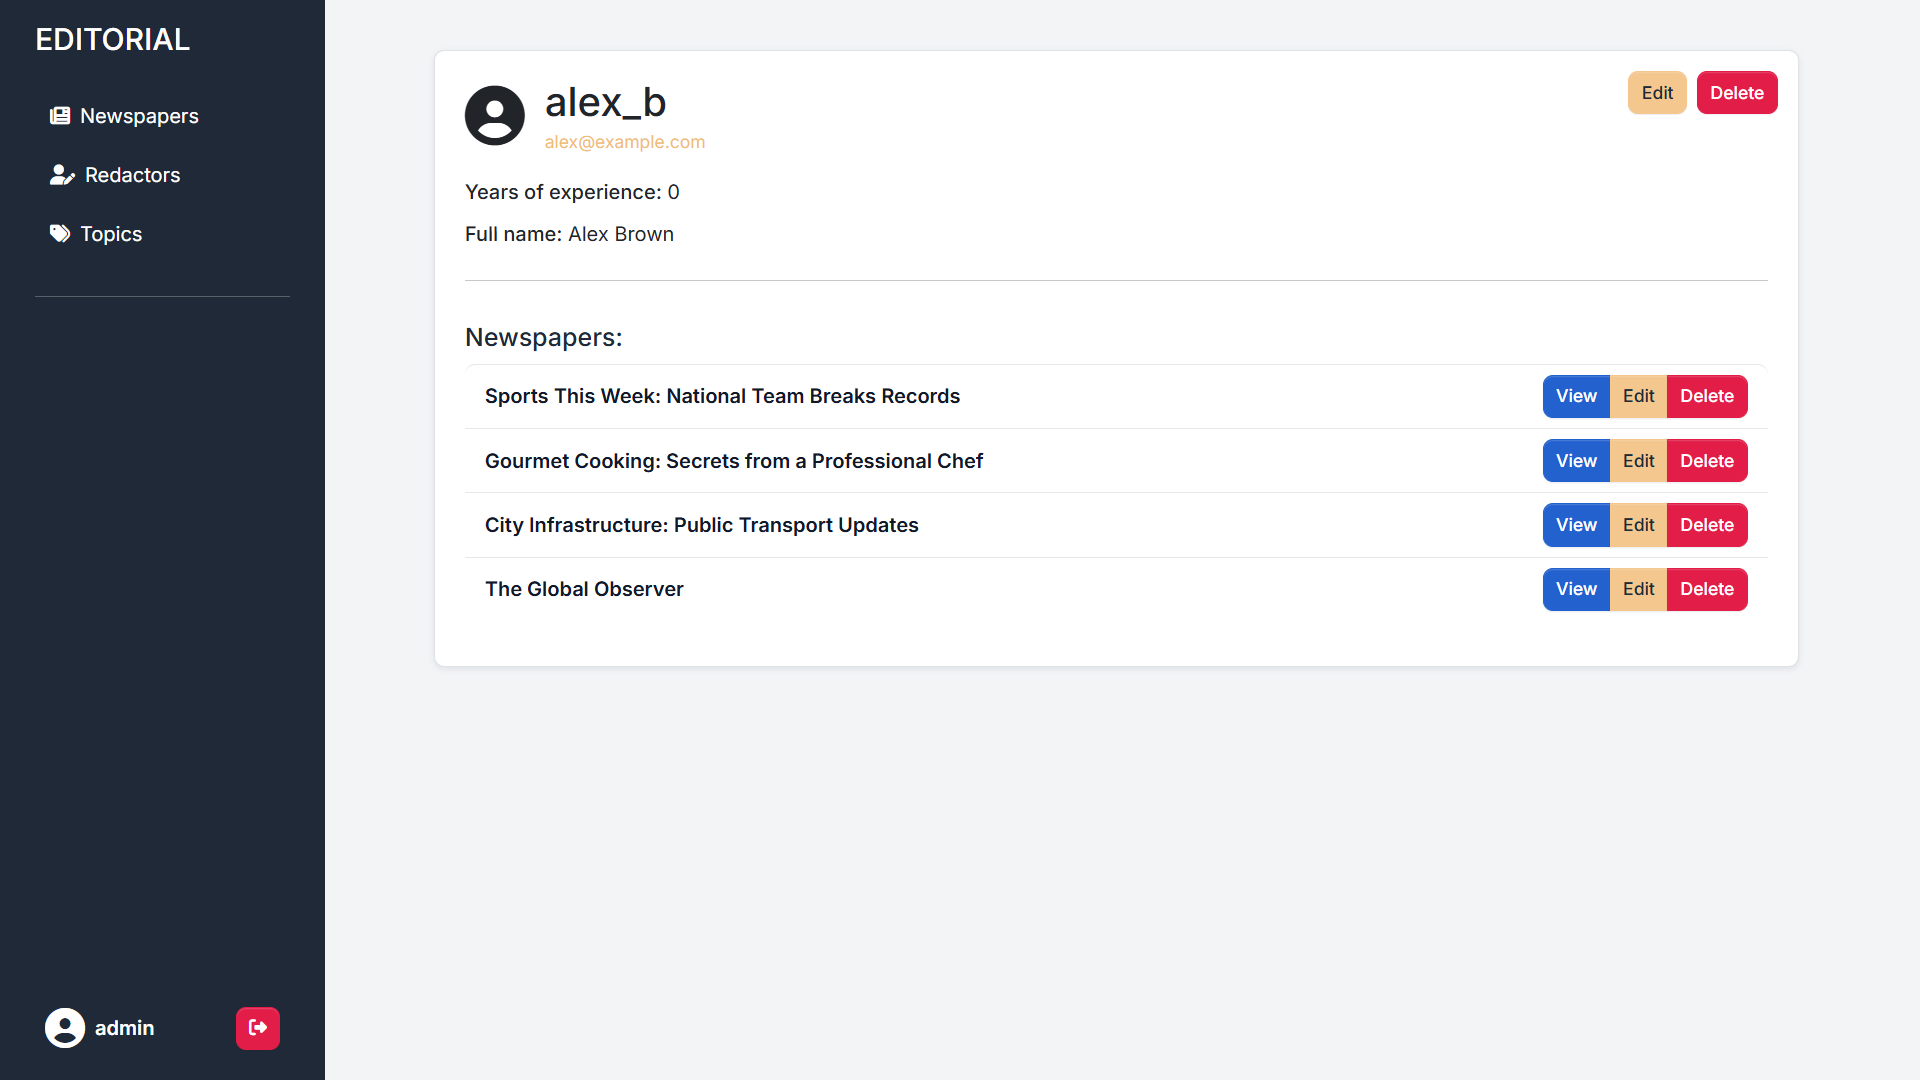 EDITORIAL
Newspapers
Redactors
Topics
admin
alex_b
alex@example.com
Edit Delete
Years of experience: 0
Full name: Alex Brown
Newspapers:
Sports This Week: National Team Breaks Records View Edit Delete
Gourmet Cooking: Secrets from a Professional Chef View Edit Delete
City Infrastructure: Public Transport Updates View Edit Delete
The Global Observer View Edit Delete